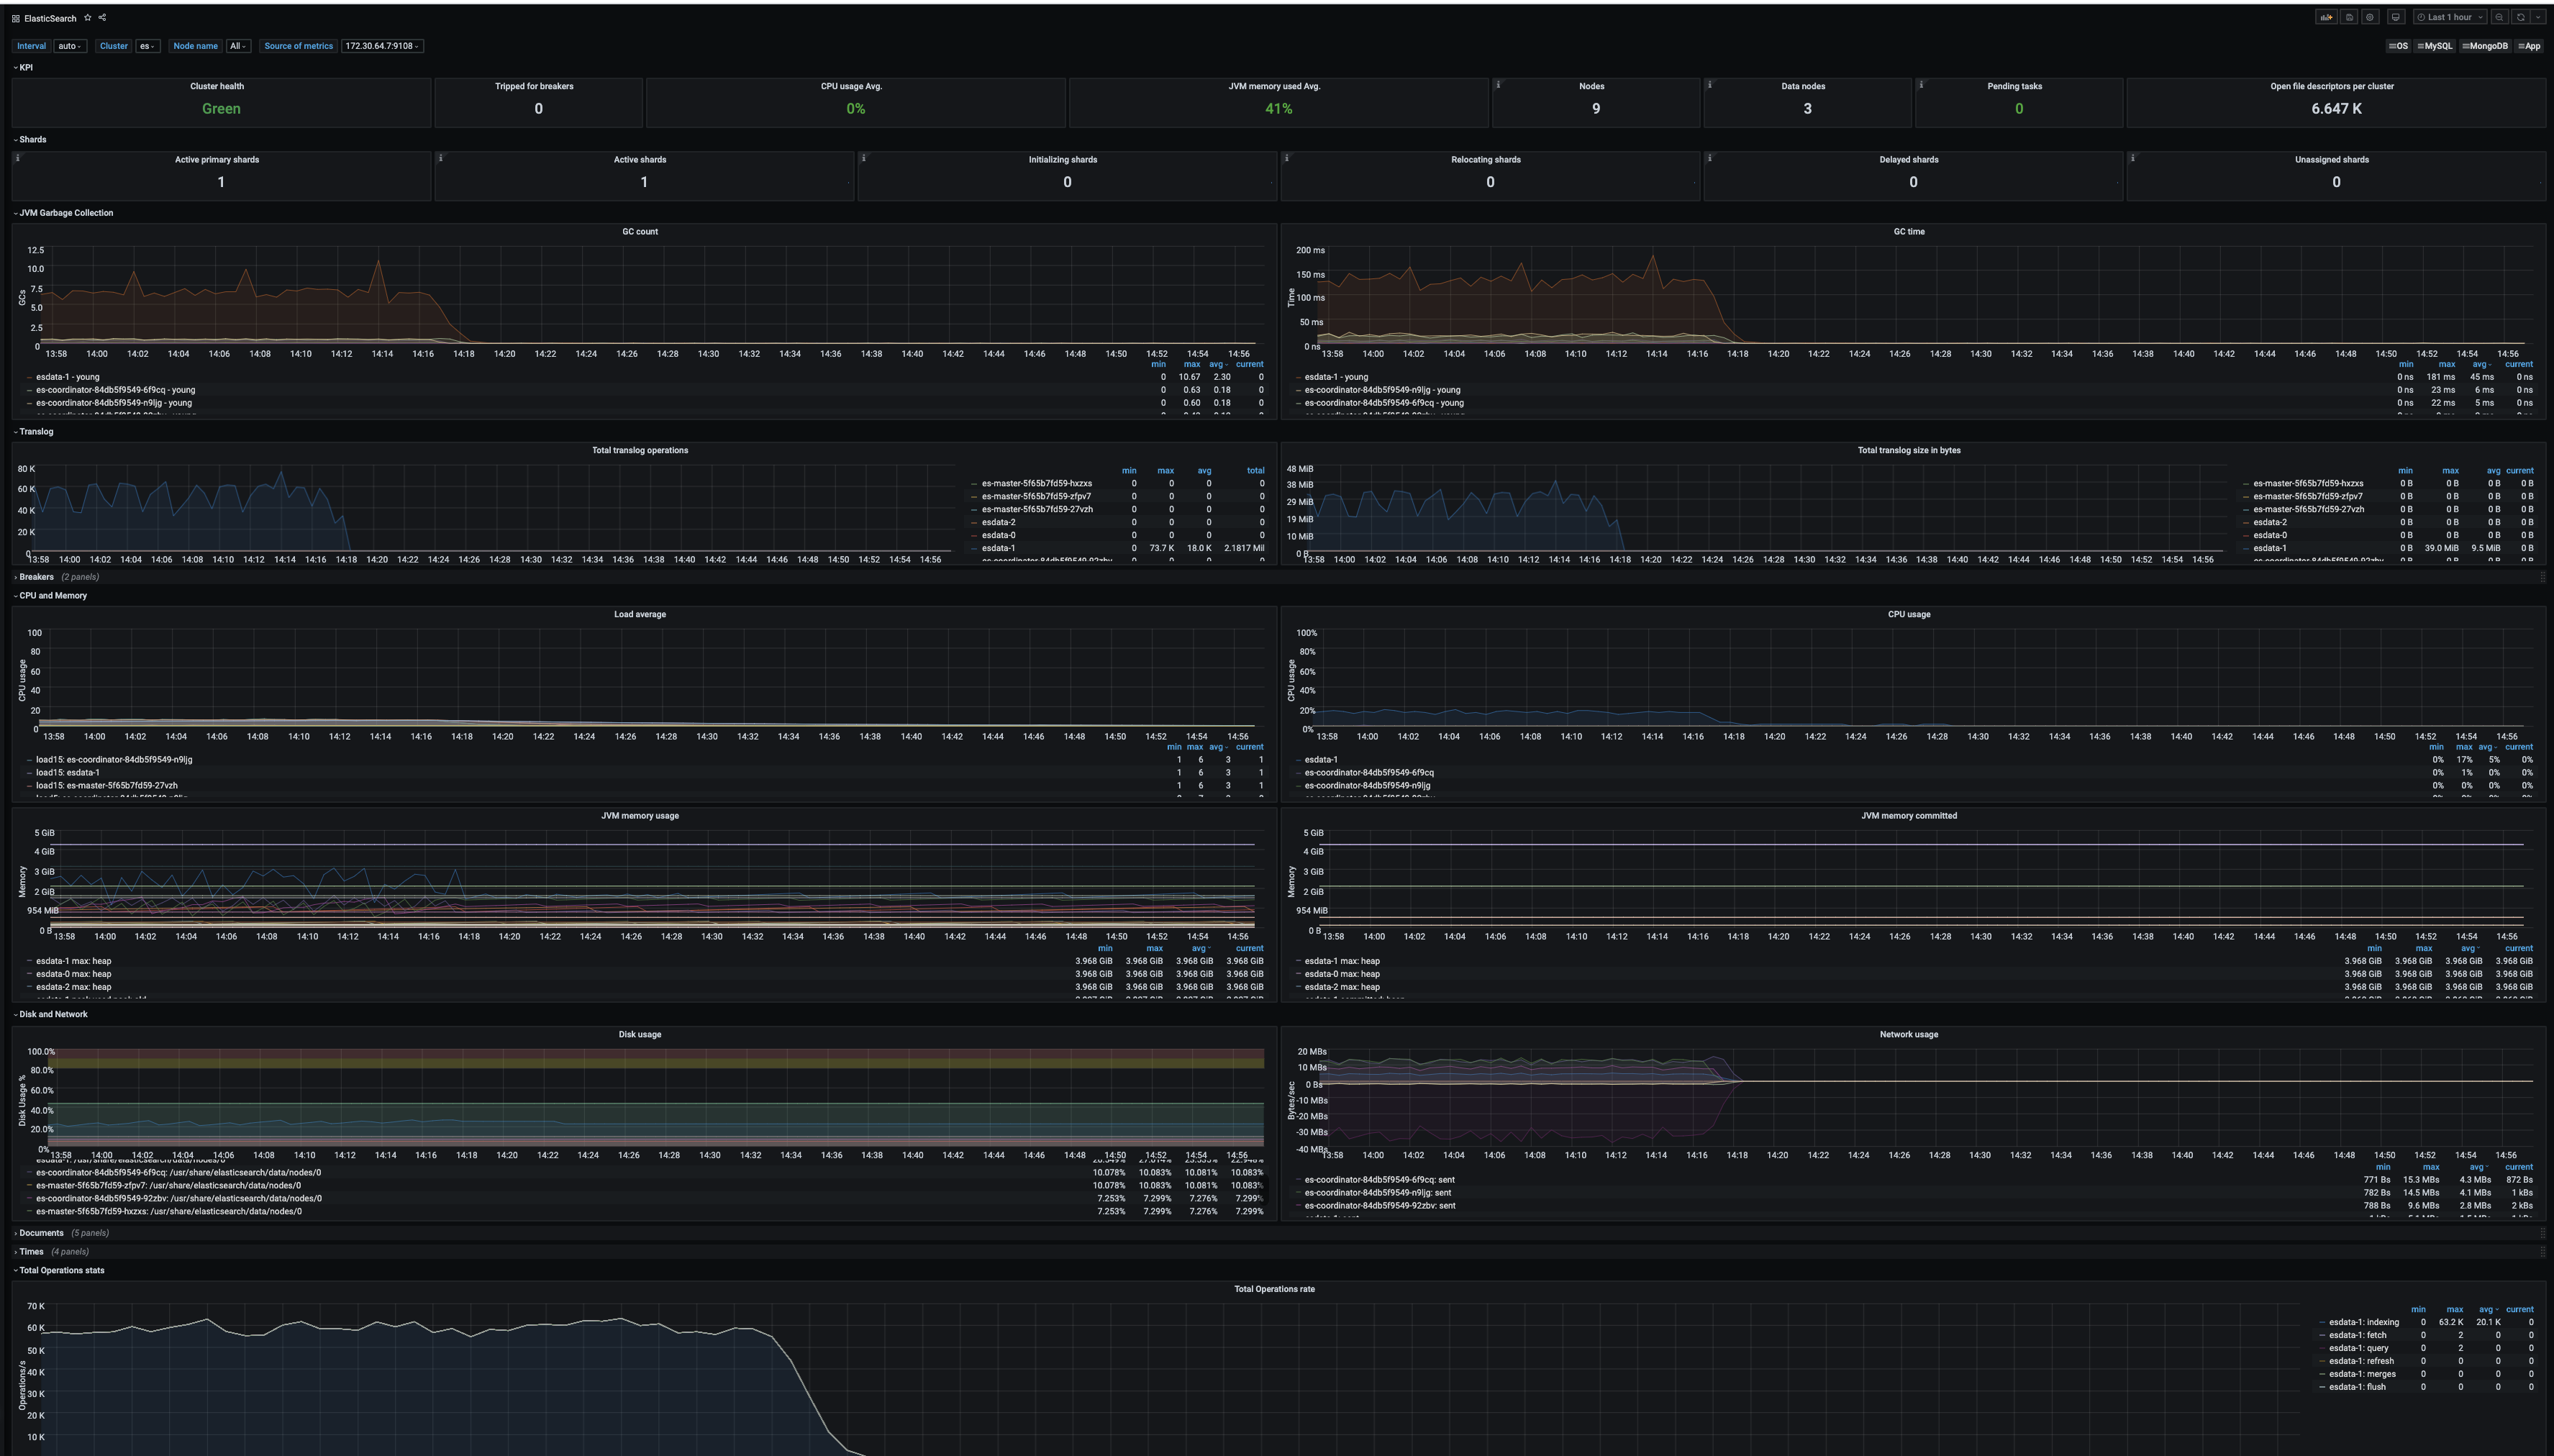 ElasticSearch
Last 1 hour
Interval auto Cluster es Node name All Source of metrics 172.30.64.7:9108
OS MySQL MongoDB App
KPI
Cluster health Tripped for breakers CPU usage Avg. JVM memory used Avg. Nodes Data nodes Pending tasks Open file descriptors per cluster
Green 0 0% 41% 9 3 0 6.647 K
Shards
Active primary shards Active shards Initializing shards Relocating shards Delayed shards Unassigned shards
1 1 0 0 0 0
JVM Garbage Collection
GC count
12.5
10.0
7.5
5.0
2.5
0
GCs
13:58 14:00 14:02 14:04 14:06 14:08 14:10 14:12 14:14 14:16 14:18 14:20 14:22 14:24 14:26 14:28 14:30 14:32 14:34 14:36 14:38 14:40 14:42 14:44 14:46 14:48 14:50 14:52 14:54 14:56
min max avg current
esdata-1 - young 0 10.67 2.30 0
es-coordinator-84db5f9549-6f9cq - young 0 0.63 0.18 0
es-coordinator-84db5f9549-n9ljg - young 0 0.60 0.18 0
GC time
200 ms
150 ms
100 ms
50 ms
0 ns
Time
13:58 14:00 14:02 14:04 14:06 14:08 14:10 14:12 14:14 14:16 14:18 14:20 14:22 14:24 14:26 14:28 14:30 14:32 14:34 14:36 14:38 14:40 14:42 14:44 14:46 14:48 14:50 14:52 14:54 14:56
min max avg current
esdata-1 - young 0 ns 181 ms 45 ms 0 ns
es-coordinator-84db5f9549-n9ljg - young 0 ns 23 ms 6 ms 0 ns
es-coordinator-84db5f9549-6f9cq - young 0 ns 22 ms 5 ms 0 ns
Translog
Total translog operations
80 K
60 K
40 K
20 K
0
13:58 14:00 14:02 14:04 14:06 14:08 14:10 14:12 14:14 14:16 14:18 14:20 14:22 14:24 14:26 14:28 14:30 14:32 14:34 14:36 14:38 14:40 14:42 14:44 14:46 14:48 14:50 14:52 14:54 14:56
min max avg total
es-master-5f65b7fd59-hxzxs 0 0 0 0
es-master-5f65b7fd59-zfpv7 0 0 0 0
es-master-5f65b7fd59-27vzh 0 0 0 0
esdata-2 0 0 0 0
esdata-0 0 0 0 0
esdata-1 0 73.7 K 18.0 K 2.1817 Mil
Total translog size in bytes
48 MiB
38 MiB
29 MiB
19 MiB
10 MiB
0 B
13:58 14:00 14:02 14:04 14:06 14:08 14:10 14:12 14:14 14:16 14:18 14:20 14:22 14:24 14:26 14:28 14:30 14:32 14:34 14:36 14:38 14:40 14:42 14:44 14:46 14:48 14:50 14:52 14:54 14:56
min max avg current
es-master-5f65b7fd59-hxzxs 0 B 0 B 0 B 0 B
es-master-5f65b7fd59-zfpv7 0 B 0 B 0 B 0 B
es-master-5f65b7fd59-27vzh 0 B 0 B 0 B 0 B
esdata-2 0 B 0 B 0 B 0 B
esdata-0 0 B 0 B 0 B 0 B
esdata-1 0 B 39.0 MiB 9.5 MiB 0 B
Breakers (2 panels)
CPU and Memory
Load average
100
80
60
40
20
0
CPU usage
13:58 14:00 14:02 14:04 14:06 14:08 14:10 14:12 14:14 14:16 14:18 14:20 14:22 14:24 14:26 14:28 14:30 14:32 14:34 14:36 14:38 14:40 14:42 14:44 14:46 14:48 14:50 14:52 14:54 14:56
min max avg current
load15: es-coordinator-84db5f9549-n9ljg 1 6 3 1
load15: esdata-1 1 6 3 1
load15: es-master-5f65b7fd59-27vzh 1 6 3 1
CPU usage
100%
80%
60%
40%
20%
0%
CPU usage
13:58 14:00 14:02 14:04 14:06 14:08 14:10 14:12 14:14 14:16 14:18 14:20 14:22 14:24 14:26 14:28 14:30 14:32 14:34 14:36 14:38 14:40 14:42 14:44 14:46 14:48 14:50 14:52 14:54 14:56
min max avg current
esdata-1 0% 17% 5% 0%
es-coordinator-84db5f9549-6f9cq 0% 1% 0% 0%
es-coordinator-84db5f9549-n9ljg 0% 0% 0% 0%
JVM memory usage
5 GiB
4 GiB
3 GiB
2 GiB
954 MiB
0 B
Memory
13:58 14:00 14:02 14:04 14:06 14:08 14:10 14:12 14:14 14:16 14:18 14:20 14:22 14:24 14:26 14:28 14:30 14:32 14:34 14:36 14:38 14:40 14:42 14:44 14:46 14:48 14:50 14:52 14:54 14:56
min max avg current
esdata-1 max: heap 3.968 GiB 3.968 GiB 3.968 GiB 3.968 GiB
esdata-0 max: heap 3.968 GiB 3.968 GiB 3.968 GiB 3.968 GiB
esdata-2 max: heap 3.968 GiB 3.968 GiB 3.968 GiB 3.968 GiB
JVM memory committed
5 GiB
4 GiB
3 GiB
2 GiB
954 MiB
0 B
Memory
13:58 14:00 14:02 14:04 14:06 14:08 14:10 14:12 14:14 14:16 14:18 14:20 14:22 14:24 14:26 14:28 14:30 14:32 14:34 14:36 14:38 14:40 14:42 14:44 14:46 14:48 14:50 14:52 14:54 14:56
min max avg current
esdata-1 max: heap 3.968 GiB 3.968 GiB 3.968 GiB 3.968 GiB
esdata-0 max: heap 3.968 GiB 3.968 GiB 3.968 GiB 3.968 GiB
esdata-2 max: heap 3.968 GiB 3.968 GiB 3.968 GiB 3.968 GiB
Disk and Network
Disk usage
100.0%
80.0%
60.0%
40.0%
20.0%
0%
Disk Usage %
13:58 14:00 14:02 14:04 14:06 14:08 14:10 14:12 14:14 14:16 14:18 14:20 14:22 14:24 14:26 14:28 14:30 14:32 14:34 14:36 14:38 14:40 14:42 14:44 14:46 14:48 14:50 14:52 14:54 14:56
es-coordinator-84db5f9549-6f9cq: /usr/share/elasticsearch/data/nodes/0 10.078% 10.083% 10.081% 10.083%
es-master-5f65b7fd59-zfpv7: /usr/share/elasticsearch/data/nodes/0 10.078% 10.083% 10.081% 10.083%
es-coordinator-84db5f9549-92zbv: /usr/share/elasticsearch/data/nodes/0 7.253% 7.299% 7.276% 7.299%
es-master-5f65b7fd59-hxzxs: /usr/share/elasticsearch/data/nodes/0 7.253% 7.299% 7.276% 7.299%
Network usage
20 MBs
10 MBs
0 Bs
-10 MBs
-20 MBs
-30 MBs
-40 MBs
Bytes/sec
13:58 14:00 14:02 14:04 14:06 14:08 14:10 14:12 14:14 14:16 14:18 14:20 14:22 14:24 14:26 14:28 14:30 14:32 14:34 14:36 14:38 14:40 14:42 14:44 14:46 14:48 14:50 14:52 14:54 14:56
min max avg current
es-coordinator-84db5f9549-6f9cq: sent 771 Bs 15.3 MBs 4.3 MBs 872 Bs
es-coordinator-84db5f9549-n9ljg: sent 782 Bs 14.5 MBs 4.1 MBs 1 kBs
es-coordinator-84db5f9549-92zbv: sent 788 Bs 9.6 MBs 2.8 MBs 2 kBs
Documents (5 panels)
Times (4 panels)
Total Operations stats
Total Operations rate
70 K
60 K
50 K
40 K
30 K
20 K
10 K
Operations/s
min max avg current
esdata-1: indexing 0 63.2 K 20.1 K 0
esdata-1: fetch 0 2 0 0
esdata-1: query 0 2 0 0
esdata-1: refresh 0 0 0 0
esdata-1: merges 0 0 0 0
esdata-1: flush 0 0 0 0